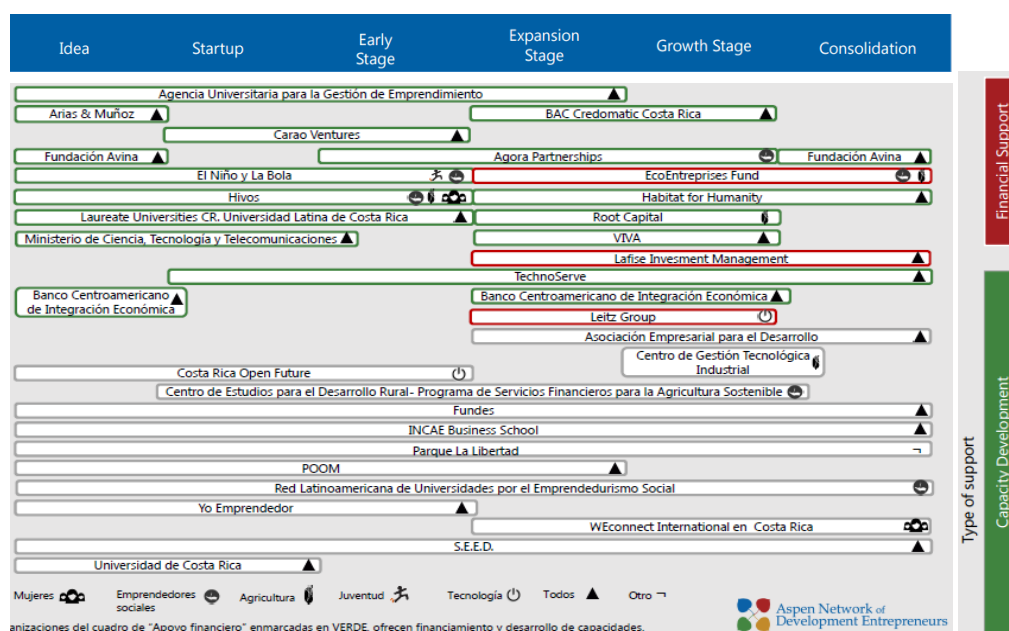 Idea
Startup
Early
Stage
Expansion
Stage
Growth Stage
Consolidation
Agencia Universitaria para la Gestión de Emprendimiento
Arias & Muñoz
BAC Credomatic Costa Rica
Carao Ventures
Fundación Avina
Agora Partnerships
Fundación Avina
El Niño y La Bola
EcoEntreprises Fund
Hivos
Habitat for Humanity
Laureate Universities CR. Universidad Latina de Costa Rica
Root Capital
Ministerio de Ciencia, Tecnología y Telecomunicaciones
VIVA
Lafise Invesment Management
TechnoServe
Banco Centroamericano
de Integración Económica
Banco Centroamericano de Integración Económica
Leitz Group
Asociación Empresarial para el Desarrollo
Centro de Gestión Tecnológica
Industrial
Costa Rica Open Future
Centro de Estudios para el Desarrollo Rural- Programa de Servicios Financieros para la Agricultura Sostenible
Fundes
INCAE Business School
Parque La Libertad
POOM
Red Latinoamericana de Universidades por el Emprendedurismo Social
Yo Emprendedor
WEconnect International en Costa Rica
S.E.E.D.
Universidad de Costa Rica
Mujeres
Emprendedores
sociales
Agricultura
Juventud
Tecnología
Todos
Otro ¬
anizaciones del cuadro de "Apoyo financiero" enmarcadas en VERDE, ofrecen financiamiento y desarrollo de capacidades.
Aspen Network of
Development Entrepreneurs
Type of support
Financial Support
Capacity Development